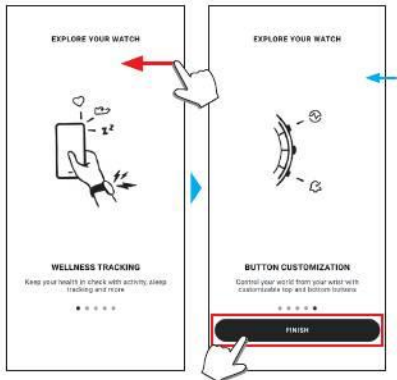 EXPLORE YOUR WATCH
z z
WELLNESS TRACKING
Keep your health in check with activity, sleep
tracking and more
EXPLORE YOUR WATCH
BUTTON CUSTOMIZATION
Control your world from your wrist with
customizable top and bottom buttons
FINISH